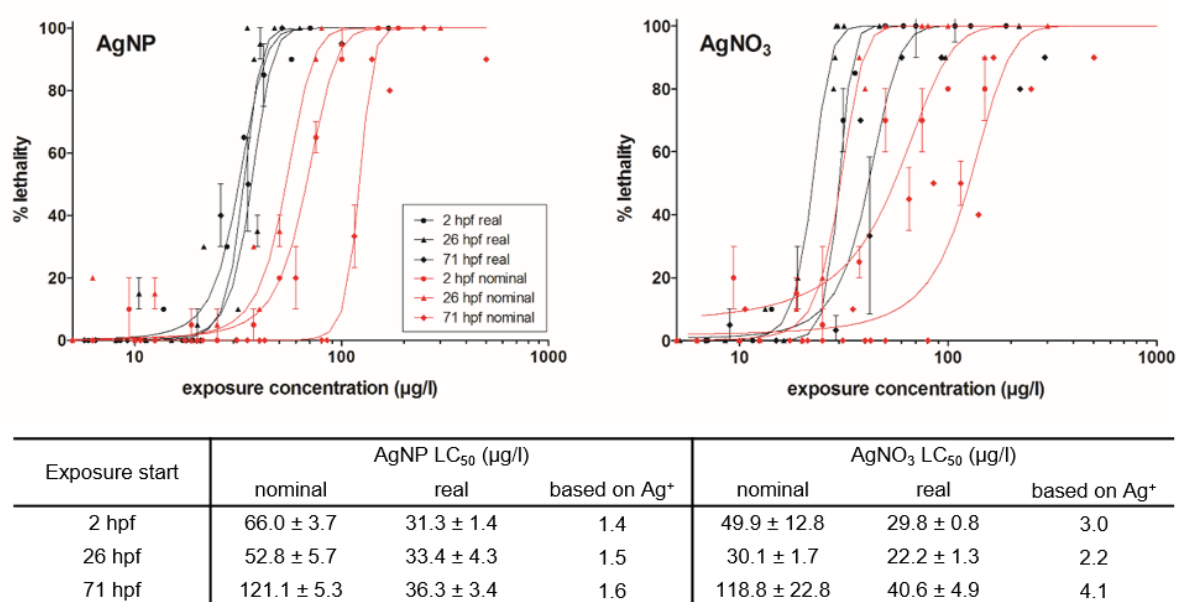 AgNP
% lethality
100
80
60
40
20
0
10
100
1000
exposure concentration (µg/l)
2 hpf real
26 hpf real
71 hpf real
2 hpf nominal
26 hpf nominal
71 hpf nominal
AgNO₃
% lethality
100
80
60
40
20
0
10
100
1000
exposure concentration (µg/l)
Exposure start AgNP LC₅₀ (µg/l) AgNO₃ LC₅₀ (µg/l)
nominal real based on Ag⁺ nominal real based on Ag⁺
2 hpf 66.0 ± 3.7 31.3 ± 1.4 1.4 49.9 ± 12.8 29.8 ± 0.8 3.0
26 hpf 52.8 ± 5.7 33.4 ± 4.3 1.5 30.1 ± 1.7 22.2 ± 1.3 2.2
71 hpf 121.1 ± 5.3 36.3 ± 3.4 1.6 118.8 ± 22.8 40.6 ± 4.9 4.1